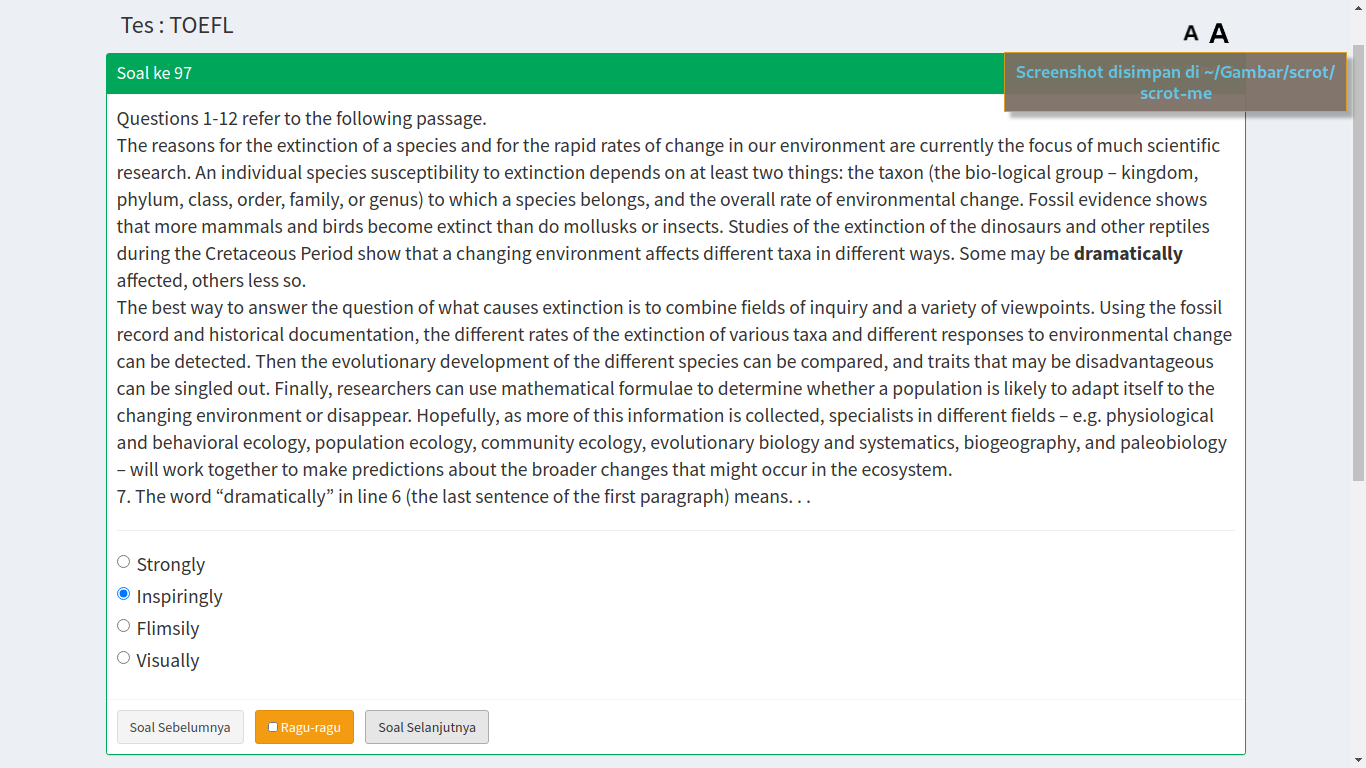 Tes : TOEFL
A A
Soal ke 97
Screenshot disimpan di ~/Gambar/scrot/
scrot-me
Questions 1-12 refer to the following passage.
The reasons for the extinction of a species and for the rapid rates of change in our environment are currently the focus of much scientific
research. An individual species susceptibility to extinction depends on at least two things: the taxon (the bio-logical group – kingdom,
phylum, class, order, family, or genus) to which a species belongs, and the overall rate of environmental change. Fossil evidence shows
that more mammals and birds become extinct than do mollusks or insects. Studies of the extinction of the dinosaurs and other reptiles
during the Cretaceous Period show that a changing environment affects different taxa in different ways. Some may be dramatically
affected, others less so.
The best way to answer the question of what causes extinction is to combine fields of inquiry and a variety of viewpoints. Using the fossil
record and historical documentation, the different rates of the extinction of various taxa and different responses to environmental change
can be detected. Then the evolutionary development of the different species can be compared, and traits that may be disadvantageous
can be singled out. Finally, researchers can use mathematical formulae to determine whether a population is likely to adapt itself to the
changing environment or disappear. Hopefully, as more of this information is collected, specialists in different fields – e.g. physiological
and behavioral ecology, population ecology, community ecology, evolutionary biology and systematics, biogeography, and paleobiology
– will work together to make predictions about the broader changes that might occur in the ecosystem.
7. The word “dramatically” in line 6 (the last sentence of the first paragraph) means. . .
Strongly
Inspiringly
Flimsily
Visually
Soal Sebelumnya
Ragu-ragu
Soal Selanjutnya